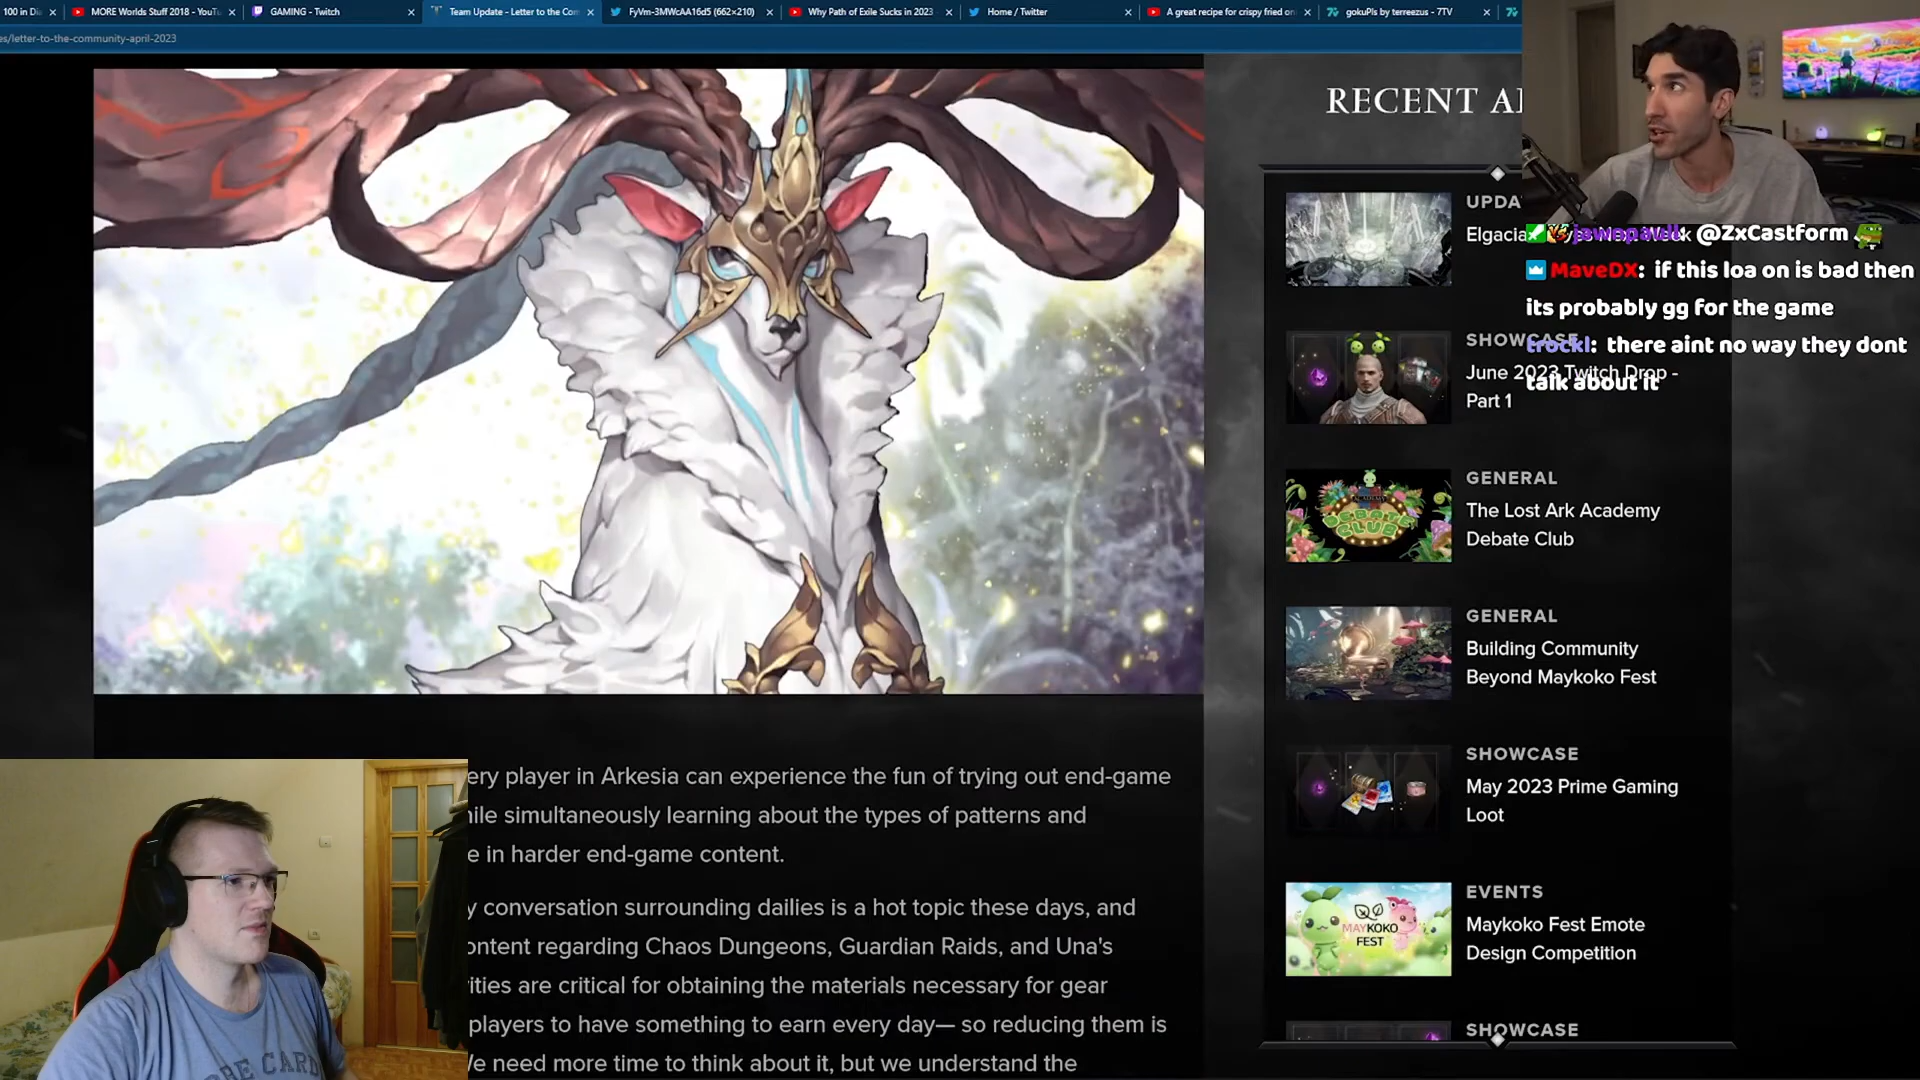 100 in Di
MORE Worlds Stuff 2018 - YouTu
GAMING - Twitch
Team Update - Letter to the Com
FyVm-3MWcAA16d5 (662×210)
Why Path of Exile Sucks in 2023
Home / Twitter
A great recipe for crispy fried on
gokuPls by terreezus - 7TV
es/letter-to-the-community-april-2023
RECENT A
UPDA
Elgacia
SHOWCASE
June 2023 Twitch Drop -
Part 1
GENERAL
The Lost Ark Academy
Debate Club
DEBATE
CLUB
GENERAL
Building Community
Beyond Maykoko Fest
SHOWCASE
May 2023 Prime Gaming
Loot
EVENTS
Maykoko Fest Emote
Design Competition
MAYKOKO
FEST
SHOWCASE
@ZxCastform
MaveDX: if this loa on is bad then
its probably gg for the game
trockl: there aint no way they dont
talk about it
ery player in Arkesia can experience the fun of trying out end-game
ile simultaneously learning about the types of patterns and
e in harder end-game content.
y conversation surrounding dailies is a hot topic these days, and
ontent regarding Chaos Dungeons, Guardian Raids, and Una's
ities are critical for obtaining the materials necessary for gear
players to have something to earn every day— so reducing them is
We need more time to think about it, but we understand the